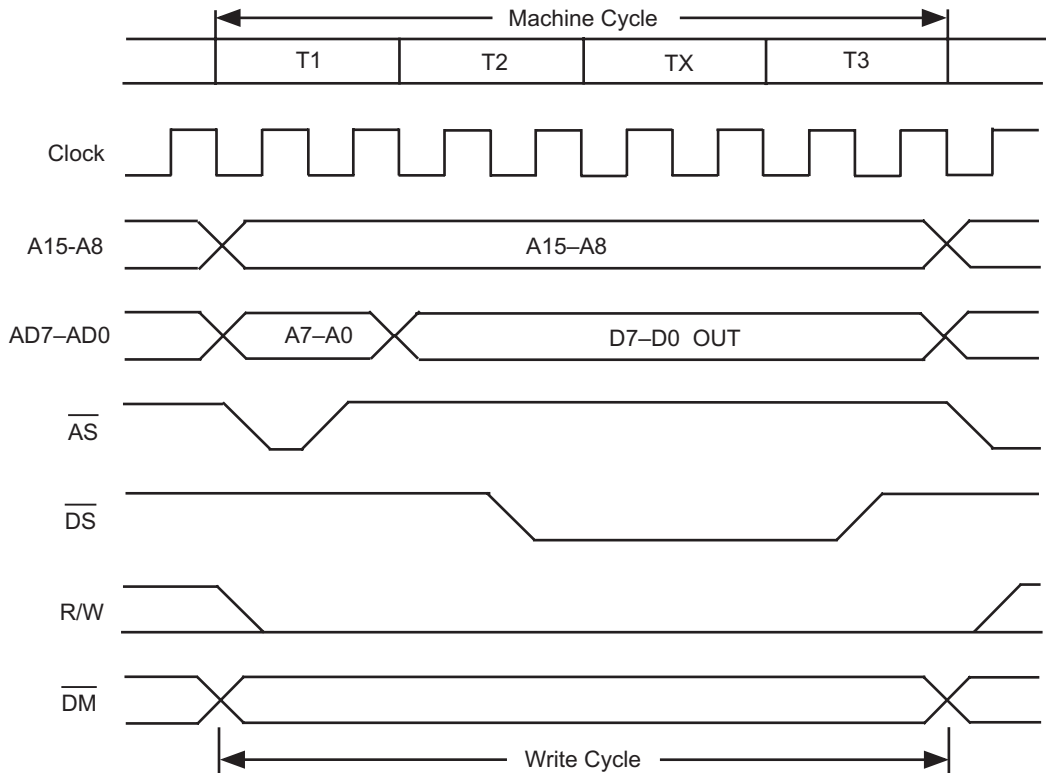 Machine Cycle
T1 T2 TX T3
Clock
A15-A8 A15–A8
AD7–AD0 A7–A0 D7–D0 OUT
AS
DS
R/W
DM
Write Cycle